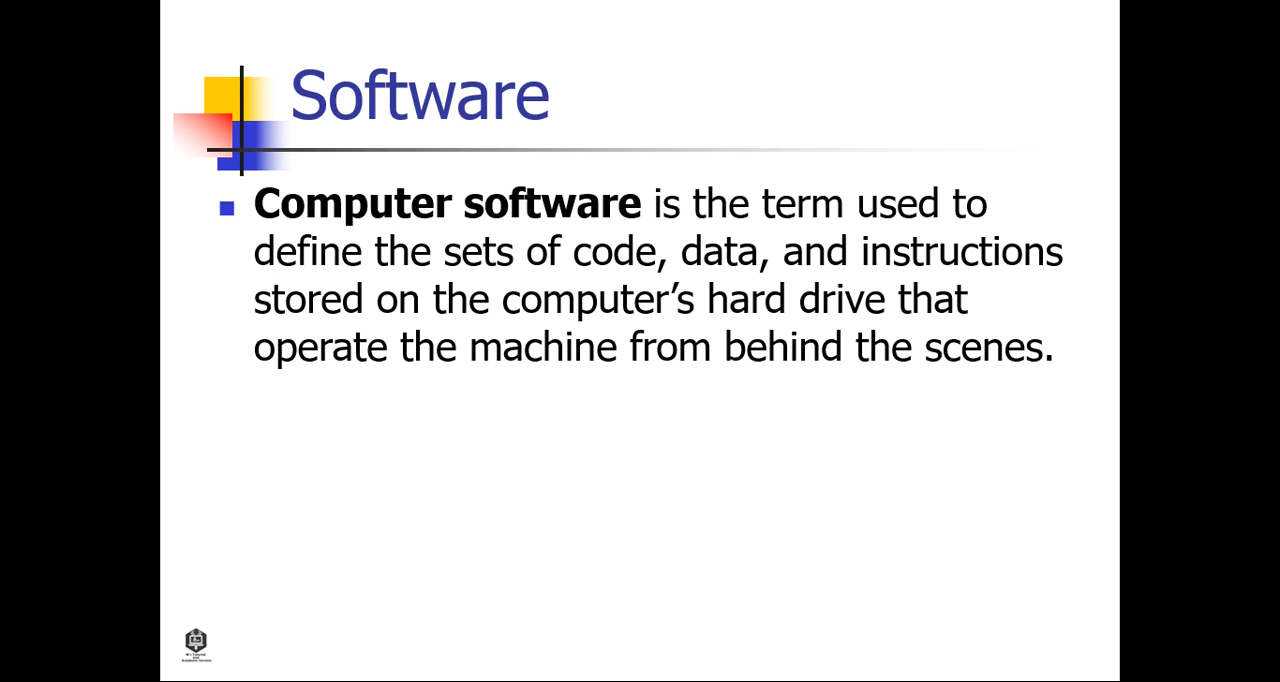 Software
Computer software is the term used to
define the sets of code, data, and instructions
stored on the computer’s hard drive that
operate the machine from behind the scenes.